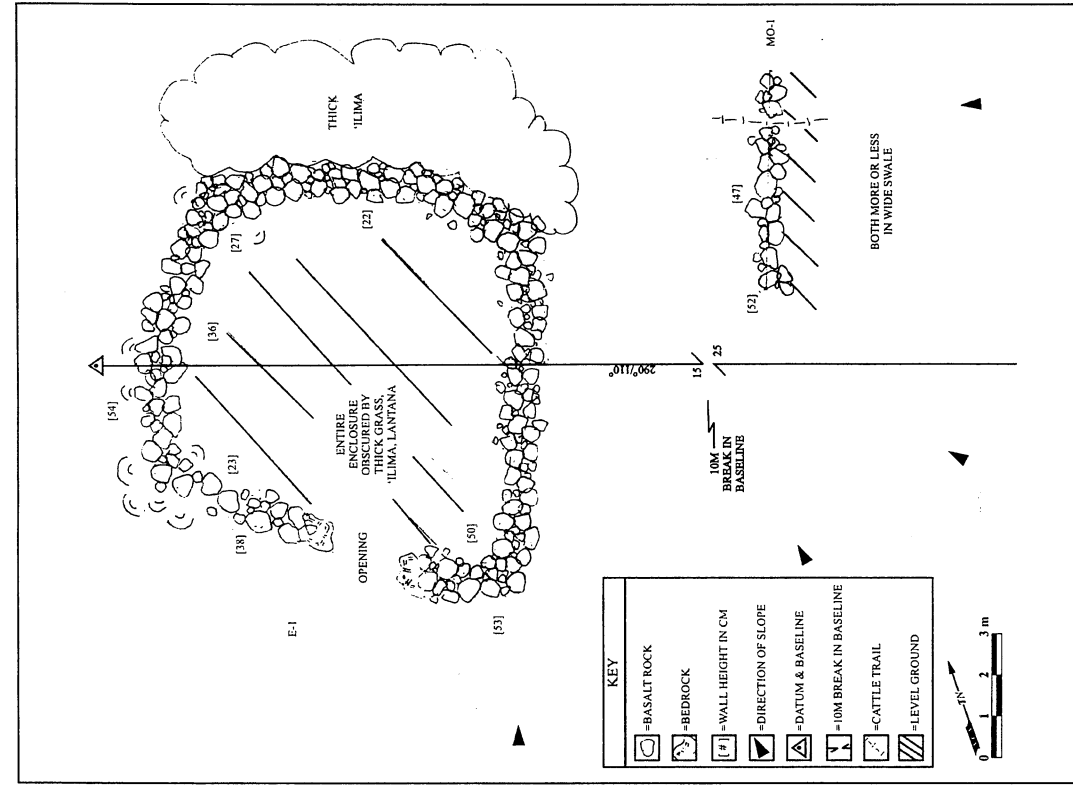 THICK
'ILIMA
MO-1
[27]
[22]
[47]
[36]
[52]
BOTH MORE OR LESS
IN WIDE SWALE
[54]
290°/110°
15
25
[23]
ENTIRE
ENCLOSURE
OBSCURED BY
THICK GRASS,
'ILIMA, LANTANA
10M
BREAK IN
BASELINE
[38]
OPENING
[50]
E-1
[53]
KEY
=BASALT ROCK
=BEDROCK
[#] =WALL HEIGHT IN CM
=DIRECTION OF SLOPE
=DATUM & BASELINE
=10M BREAK IN BASELINE
=CATTLE TRAIL
=LEVEL GROUND
TN
0 1 2 3 m